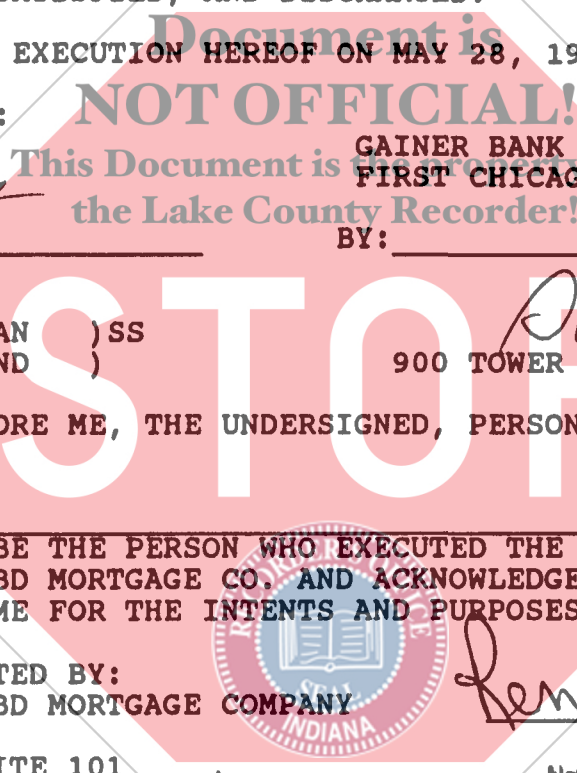 EXECUTION HEREOF ON MAY 28, 19
Document is
NOT OFFICIAL!
This Document is the property
the Lake County Recorder!
:
GAINER BANK
FIRST CHICAG
BY:
STOP
AN )SS
ND )
900 TOWER
ORE ME, THE UNDERSIGNED, PERSON
BE THE PERSON WHO EXECUTED THE
BD MORTGAGE CO. AND ACKNOWLEDGE
ME FOR THE INTENTS AND PURPOSES
RECORDER'S OFFICE
SEAL
INDIANA
TED BY:
BD MORTGAGE COMPANY
ITE 101